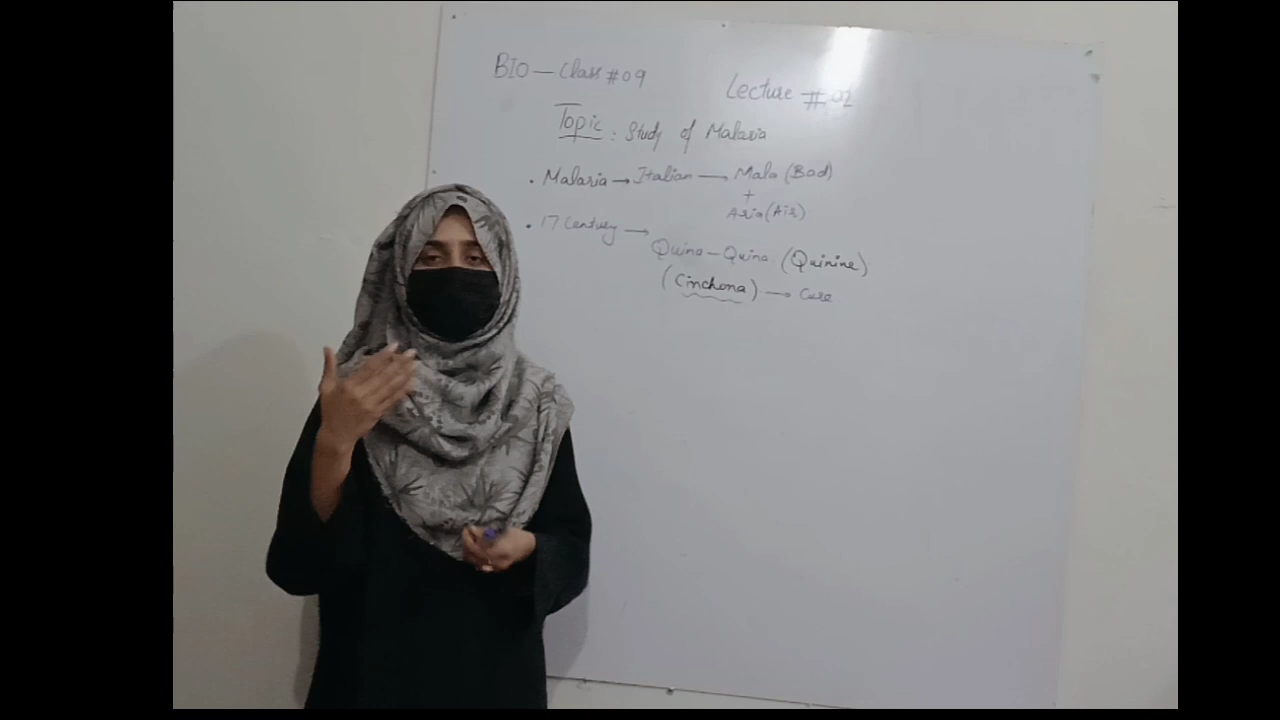 BIO — Class # 09
Lecture # 02
Topic : Study of Malaria
• Malaria → Italian → Mala (Bad)
+
Aria (Air)
• 17 Century →
Quina – Quina (Quinine)
(Cinchona) → Cure